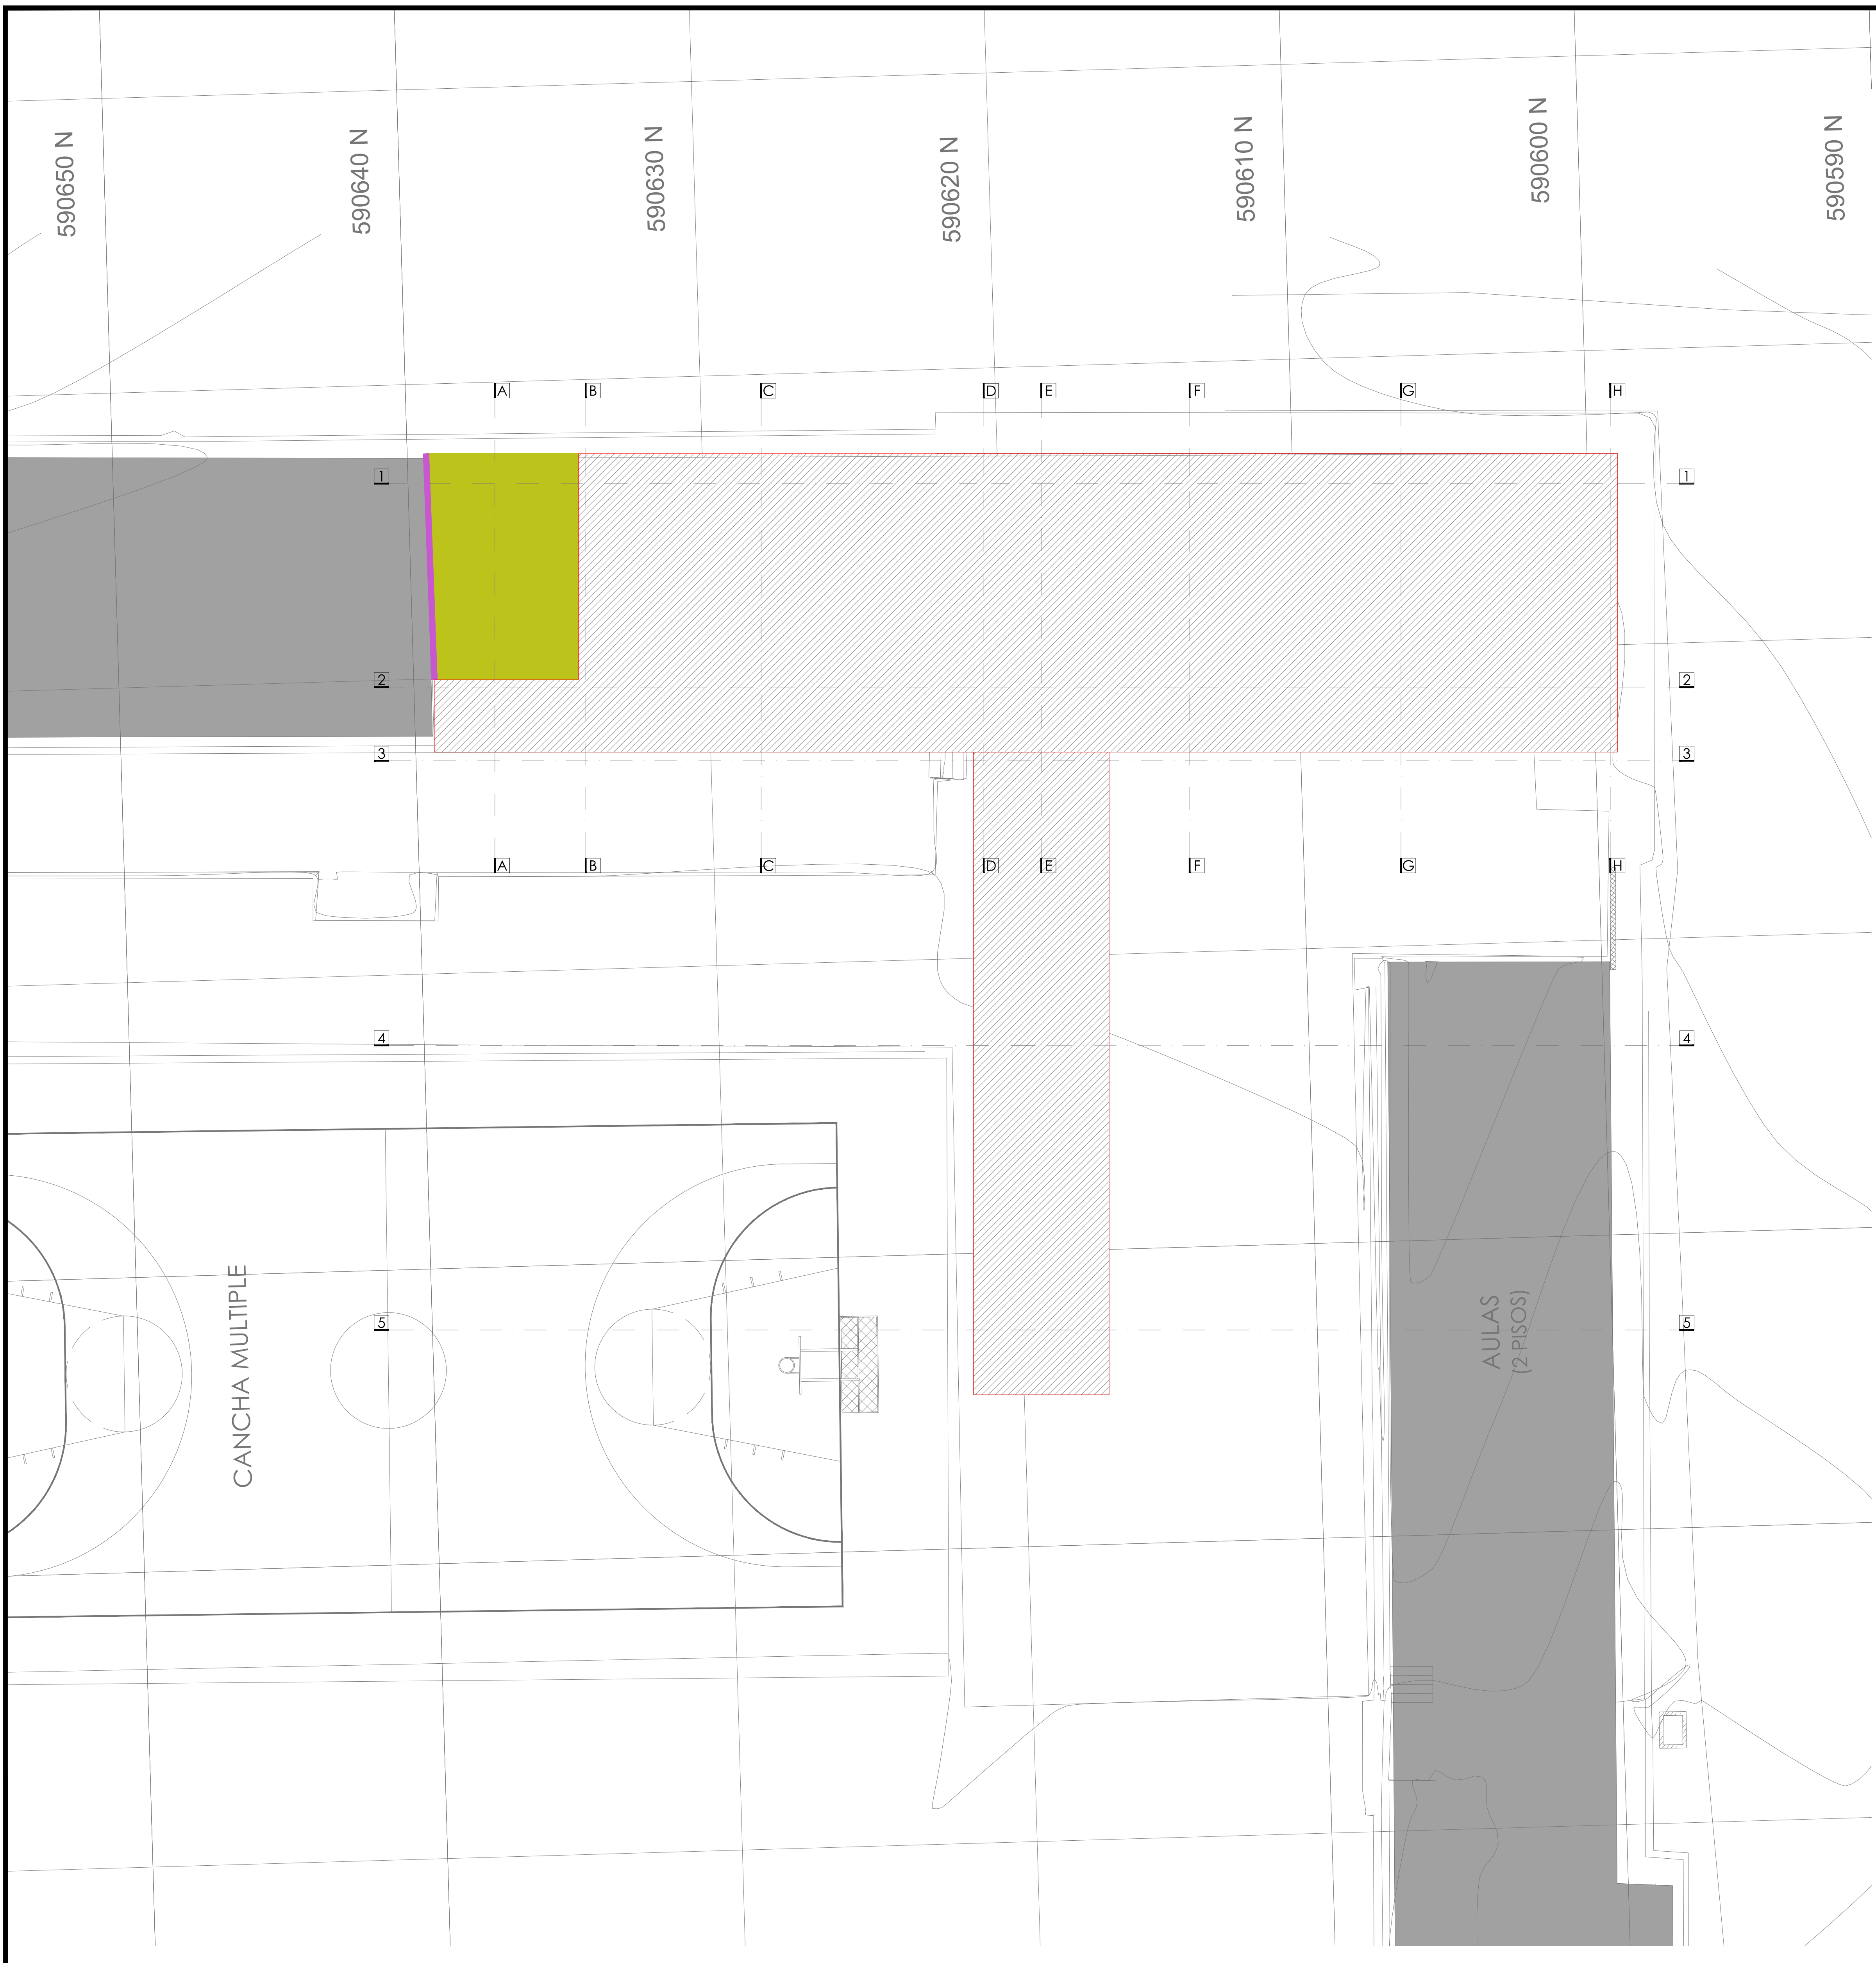 590650 N
590640 N
590630 N
590620 N
590610 N
590600 N
590590 N
A
B
C
D
E
F
G
H
1
1
2
2
3
3
A
B
C
D
E
F
G
H
4
4
CANCHA MULTIPLE
5
5
AULAS
(2 PISOS)